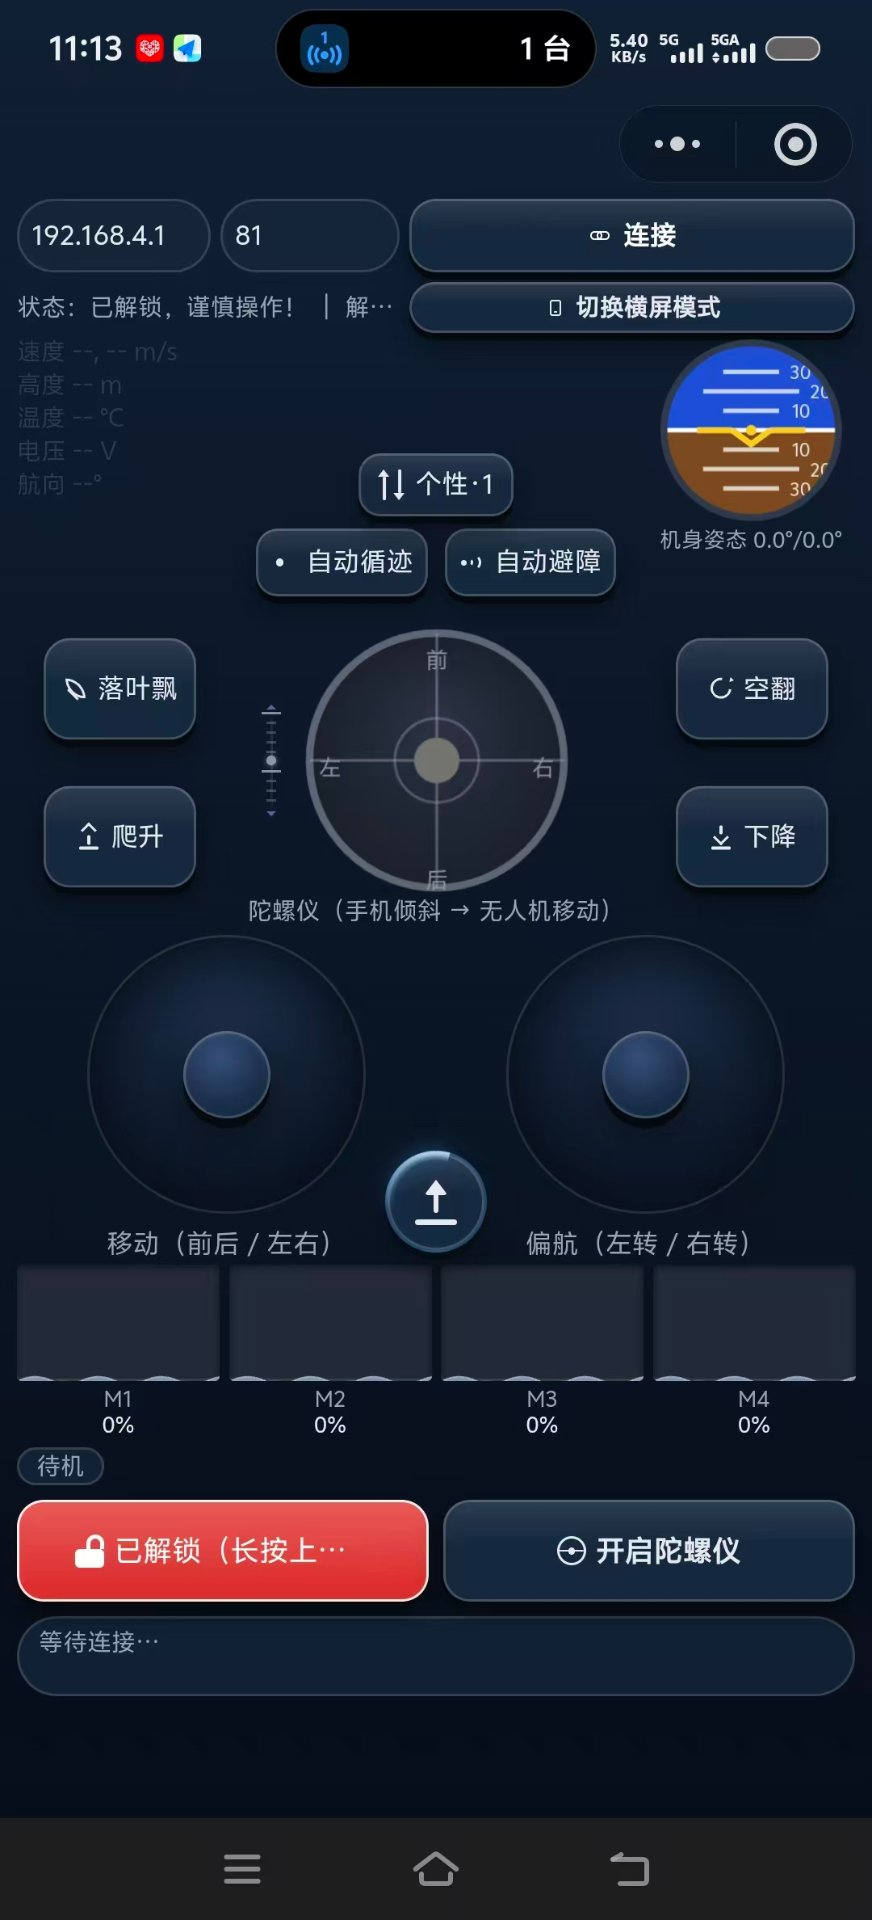 11:13
1
1 台
5.40 KB/s
5G
5GA
192.168.4.1
81
连接
状态：已解锁，谨慎操作！ | 解…
切换横屏模式
速度 --, -- m/s
高度 -- m
温度 -- °C
电压 -- V
航向 --°
30
20
10
10
20
30
机身姿态 0.0°/0.0°
个性·1
自动循迹
自动避障
落叶飘
空翻
前
左
右
后
爬升
下降
陀螺仪（手机倾斜 → 无人机移动）
移动（前后 / 左右）
偏航（左转 / 右转）
M1
M2
M3
M4
0%
0%
0%
0%
待机
已解锁（长按上…
开启陀螺仪
等待连接…